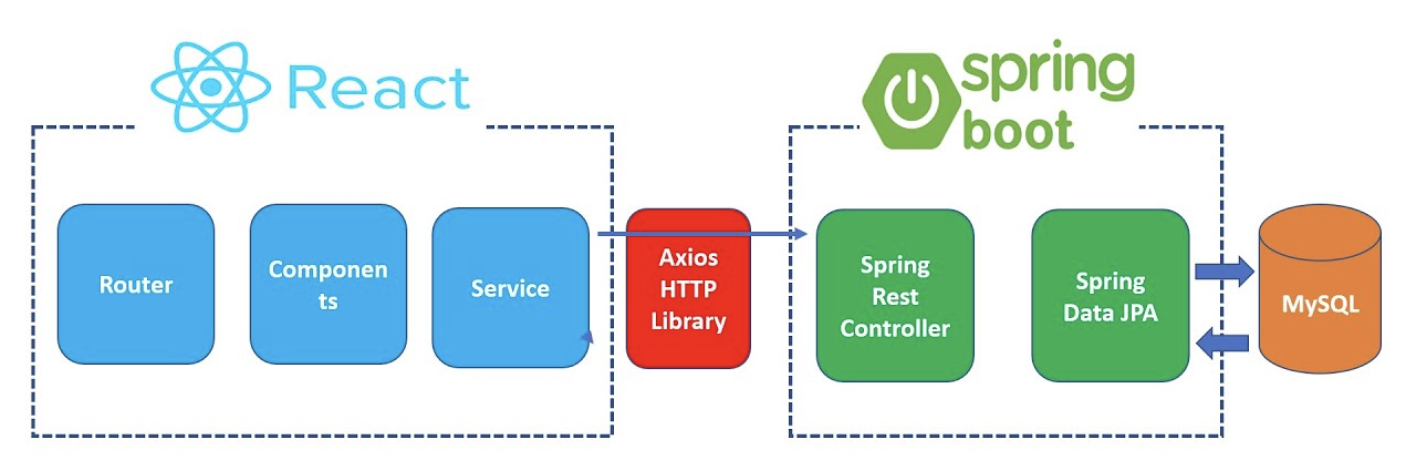 React
spring
boot
Router
Componen
ts
Service
Axios
HTTP
Library
Spring
Rest
Controller
Spring
Data JPA
MySQL